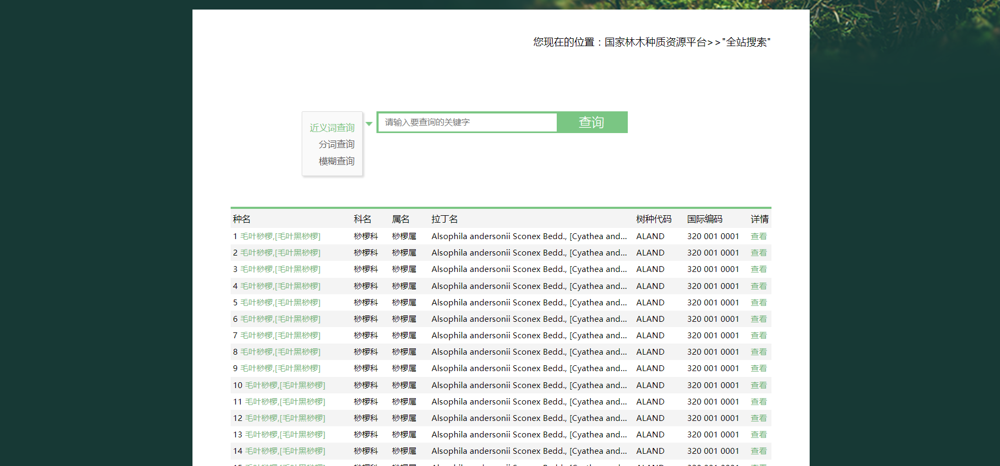 您现在的位置：国家林木种质资源平台>>"全站搜索"
近义词查询
请输入要查询的关键字
查询
分词查询
模糊查询
种名 科名 属名 拉丁名 树种代码 国际编码 详情
1 毛叶桫椤,[毛叶黑桫椤] 桫椤科 桫椤属 Alsophila andersonii Sconex Bedd., [Cyathea and... ALAND 320 001 0001 查看
2 毛叶桫椤,[毛叶黑桫椤] 桫椤科 桫椤属 Alsophila andersonii Sconex Bedd., [Cyathea and... ALAND 320 001 0001 查看
3 毛叶桫椤,[毛叶黑桫椤] 桫椤科 桫椤属 Alsophila andersonii Sconex Bedd., [Cyathea and... ALAND 320 001 0001 查看
4 毛叶桫椤,[毛叶黑桫椤] 桫椤科 桫椤属 Alsophila andersonii Sconex Bedd., [Cyathea and... ALAND 320 001 0001 查看
5 毛叶桫椤,[毛叶黑桫椤] 桫椤科 桫椤属 Alsophila andersonii Sconex Bedd., [Cyathea and... ALAND 320 001 0001 查看
6 毛叶桫椤,[毛叶黑桫椤] 桫椤科 桫椤属 Alsophila andersonii Sconex Bedd., [Cyathea and... ALAND 320 001 0001 查看
7 毛叶桫椤,[毛叶黑桫椤] 桫椤科 桫椤属 Alsophila andersonii Sconex Bedd., [Cyathea and... ALAND 320 001 0001 查看
8 毛叶桫椤,[毛叶黑桫椤] 桫椤科 桫椤属 Alsophila andersonii Sconex Bedd., [Cyathea and... ALAND 320 001 0001 查看
9 毛叶桫椤,[毛叶黑桫椤] 桫椤科 桫椤属 Alsophila andersonii Sconex Bedd., [Cyathea and... ALAND 320 001 0001 查看
10 毛叶桫椤,[毛叶黑桫椤] 桫椤科 桫椤属 Alsophila andersonii Sconex Bedd., [Cyathea and... ALAND 320 001 0001 查看
11 毛叶桫椤,[毛叶黑桫椤] 桫椤科 桫椤属 Alsophila andersonii Sconex Bedd., [Cyathea and... ALAND 320 001 0001 查看
12 毛叶桫椤,[毛叶黑桫椤] 桫椤科 桫椤属 Alsophila andersonii Sconex Bedd., [Cyathea and... ALAND 320 001 0001 查看
13 毛叶桫椤,[毛叶黑桫椤] 桫椤科 桫椤属 Alsophila andersonii Sconex Bedd., [Cyathea and... ALAND 320 001 0001 查看
14 毛叶桫椤,[毛叶黑桫椤] 桫椤科 桫椤属 Alsophila andersonii Sconex Bedd., [Cyathea and... ALAND 320 001 0001 查看